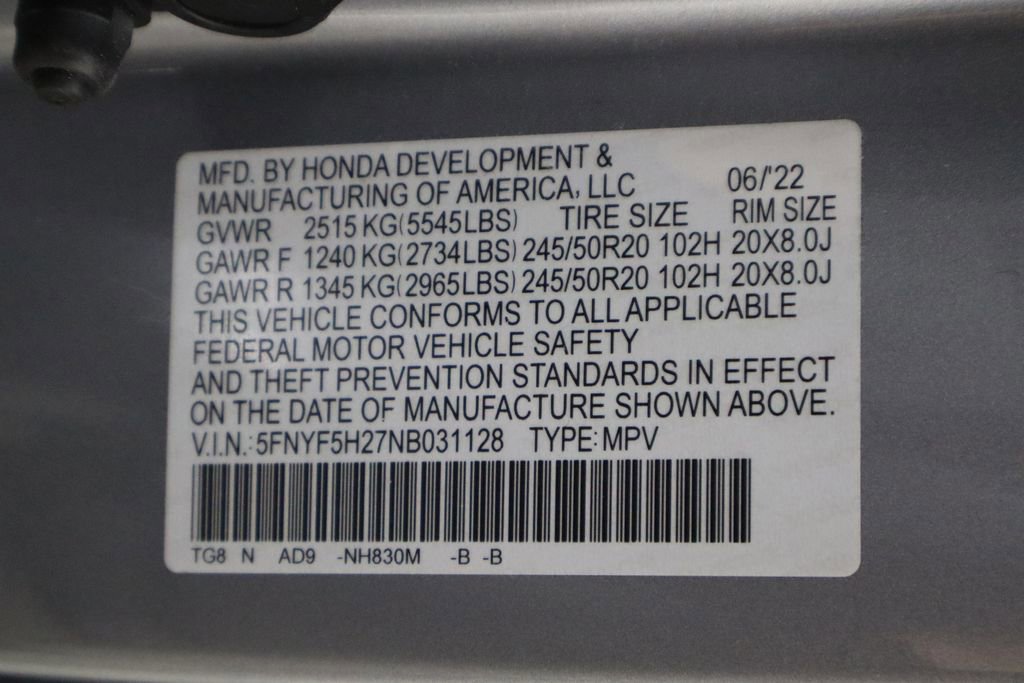 MFD. BY HONDA DEVELOPMENT &
MANUFACTURING OF AMERICA, LLC 06/'22
GVWR 2515 KG(5545LBS) TIRE SIZE RIM SIZE
GAWR F 1240 KG(2734LBS) 245/50R20 102H 20X8.0J
GAWR R 1345 KG(2965LBS) 245/50R20 102H 20X8.0J
THIS VEHICLE CONFORMS TO ALL APPLICABLE
FEDERAL MOTOR VEHICLE SAFETY
AND THEFT PREVENTION STANDARDS IN EFFECT
ON THE DATE OF MANUFACTURE SHOWN ABOVE.
V.I.N.:5FNYF5H27NB031128 TYPE:MPV
TG8 N AD9 -NH830M -B -B